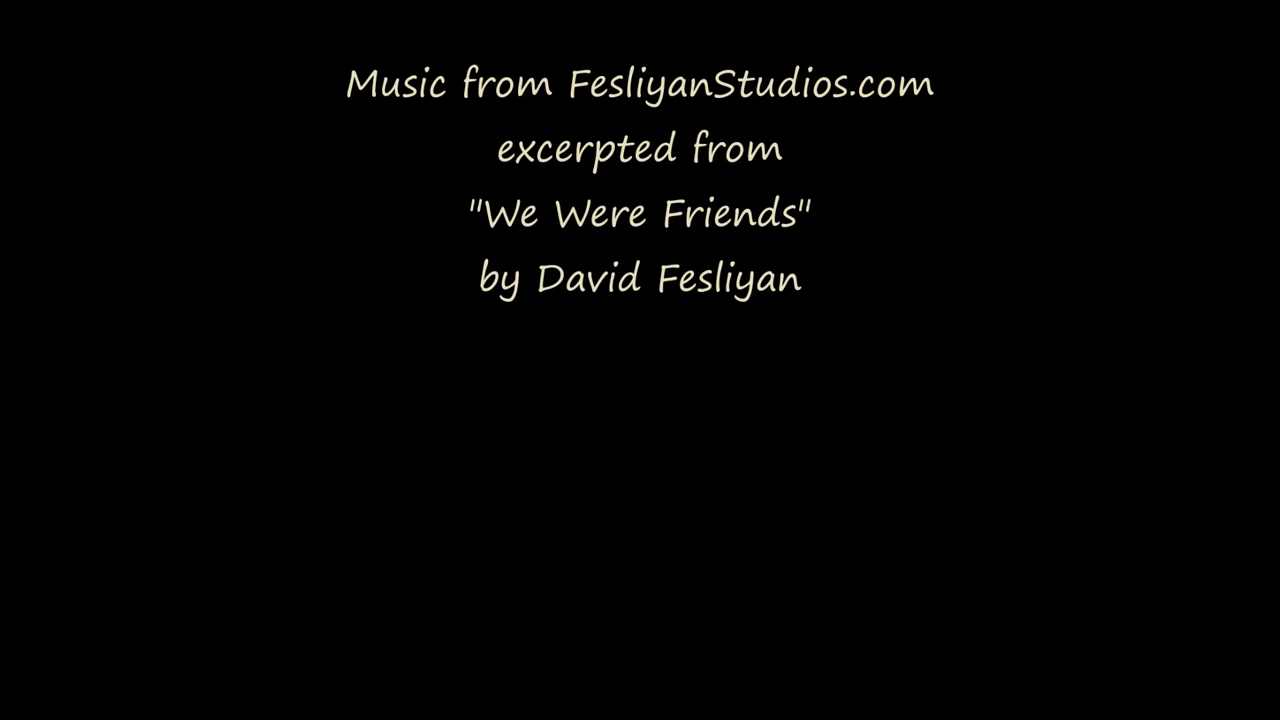 Music from FesliyanStudios.com
excerpted from
"We Were Friends"
by David Fesliyan